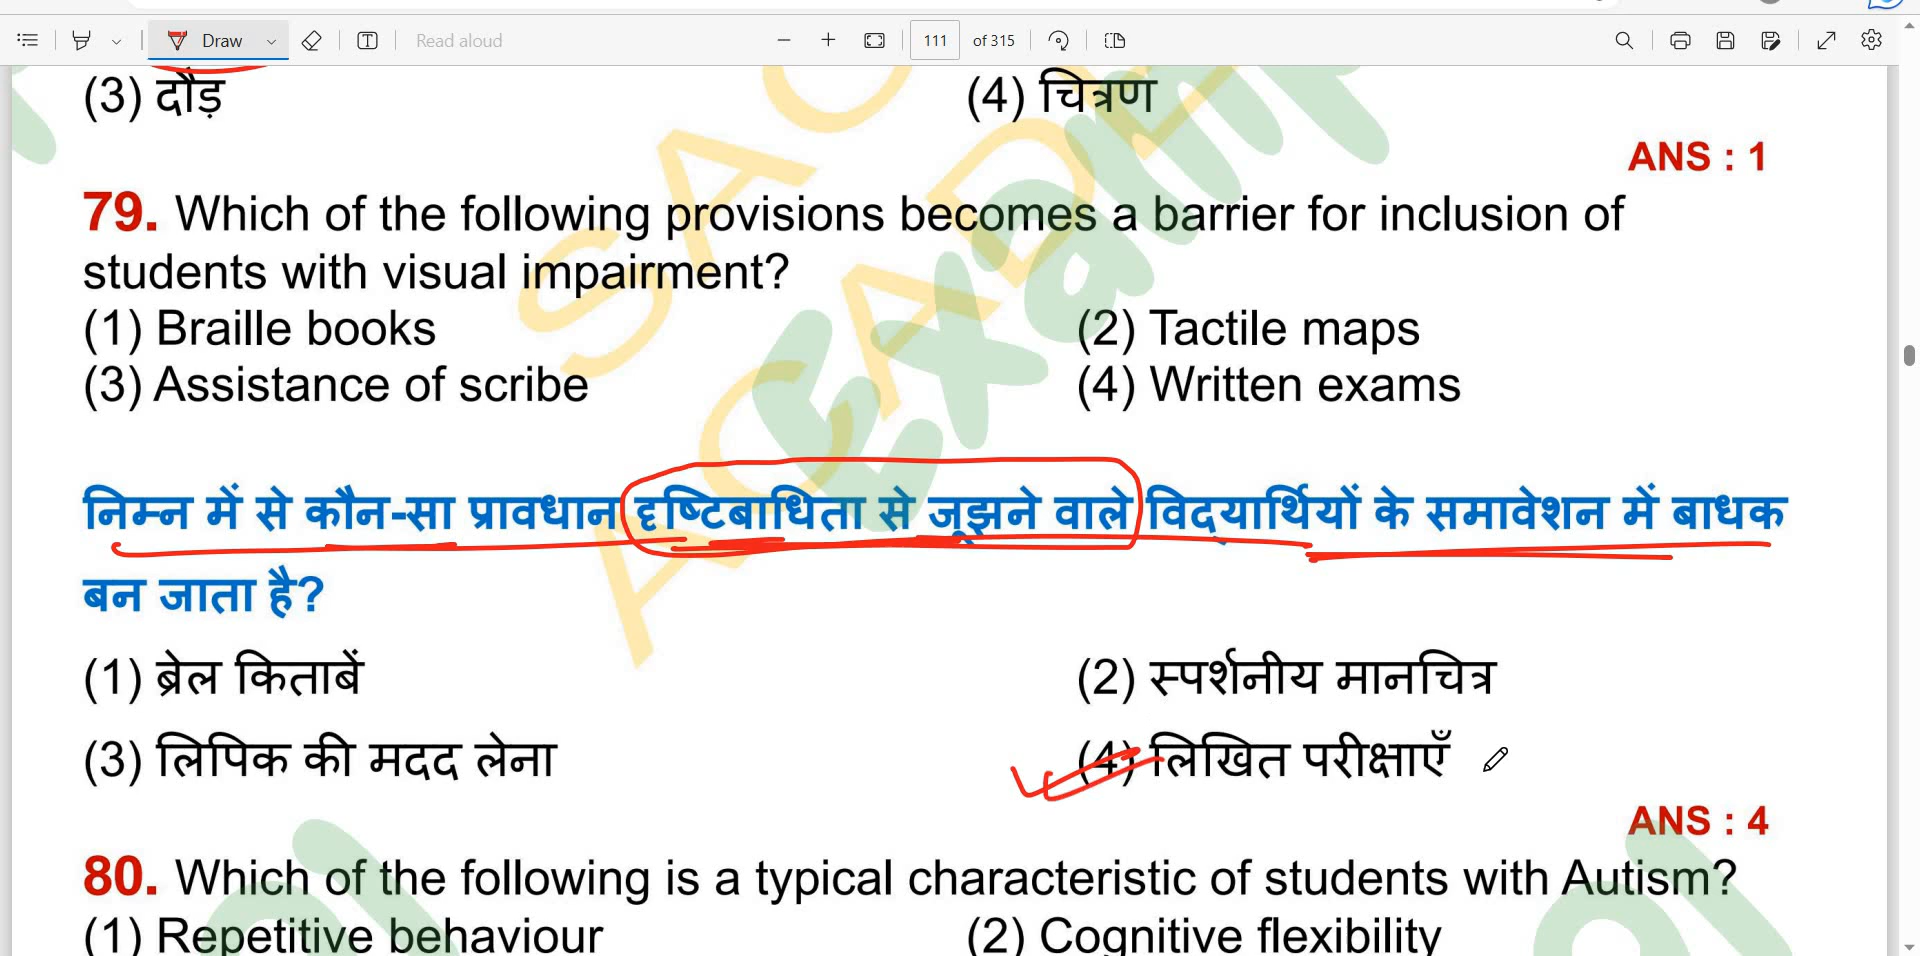 Draw Read aloud 111 of 315
(3) दौड़ (4) चित्रण
ANS : 1
79. Which of the following provisions becomes a barrier for inclusion of
students with visual impairment?
(1) Braille books (2) Tactile maps
(3) Assistance of scribe (4) Written exams
निम्न में से कौन-सा प्रावधान दृष्टिबाधिता से जूझने वाले विद्यार्थियों के समावेशन में बाधक
बन जाता है?
(1) ब्रेल किताबें (2) स्पर्शनीय मानचित्र
(3) लिपिक की मदद लेना (4) लिखित परीक्षाएँ
ANS : 4
80. Which of the following is a typical characteristic of students with Autism?
(1) Repetitive behaviour (2) Cognitive flexibility